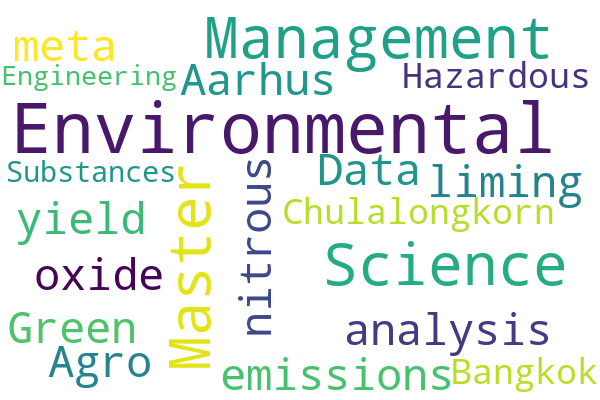 meta
Management
Engineering
Aarhus
Hazardous
Environmental
Substances
Master
nitrous
Data
liming
yield
Chulalongkorn
oxide
Science
Green
analysis
Agro
emissions
Bangkok